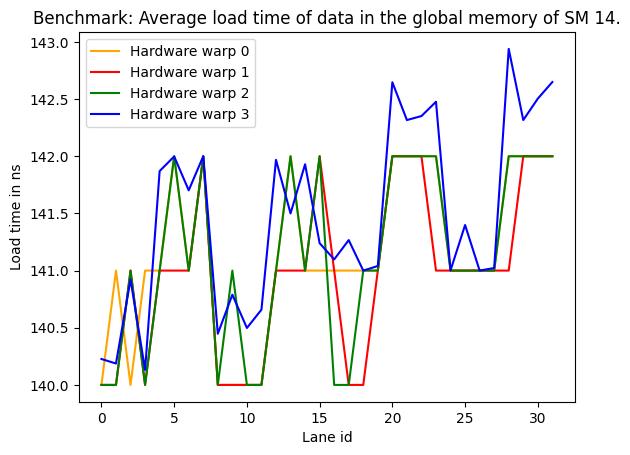 Benchmark: Average load time of data in the global memory of SM 14.
Hardware warp 0
Hardware warp 1
Hardware warp 2
Hardware warp 3
Load time in ns
143.0
142.5
142.0
141.5
141.0
140.5
140.0
0 5 10 15 20 25 30
Lane id